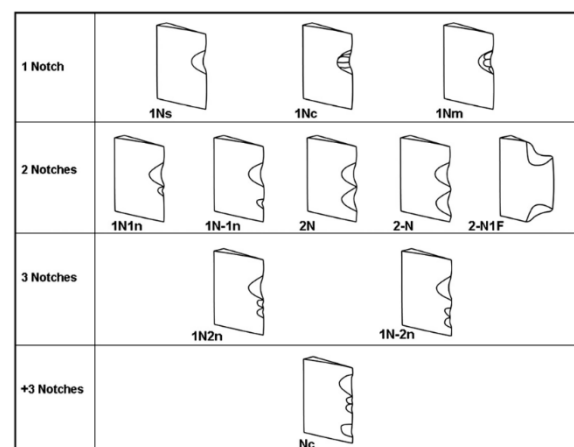 1 Notch
1Ns 1Nc 1Nm
2 Notches
1N1n 1N-1n 2N 2-N 2-N1F
3 Notches
1N2n 1N-2n
+3 Notches
Nc